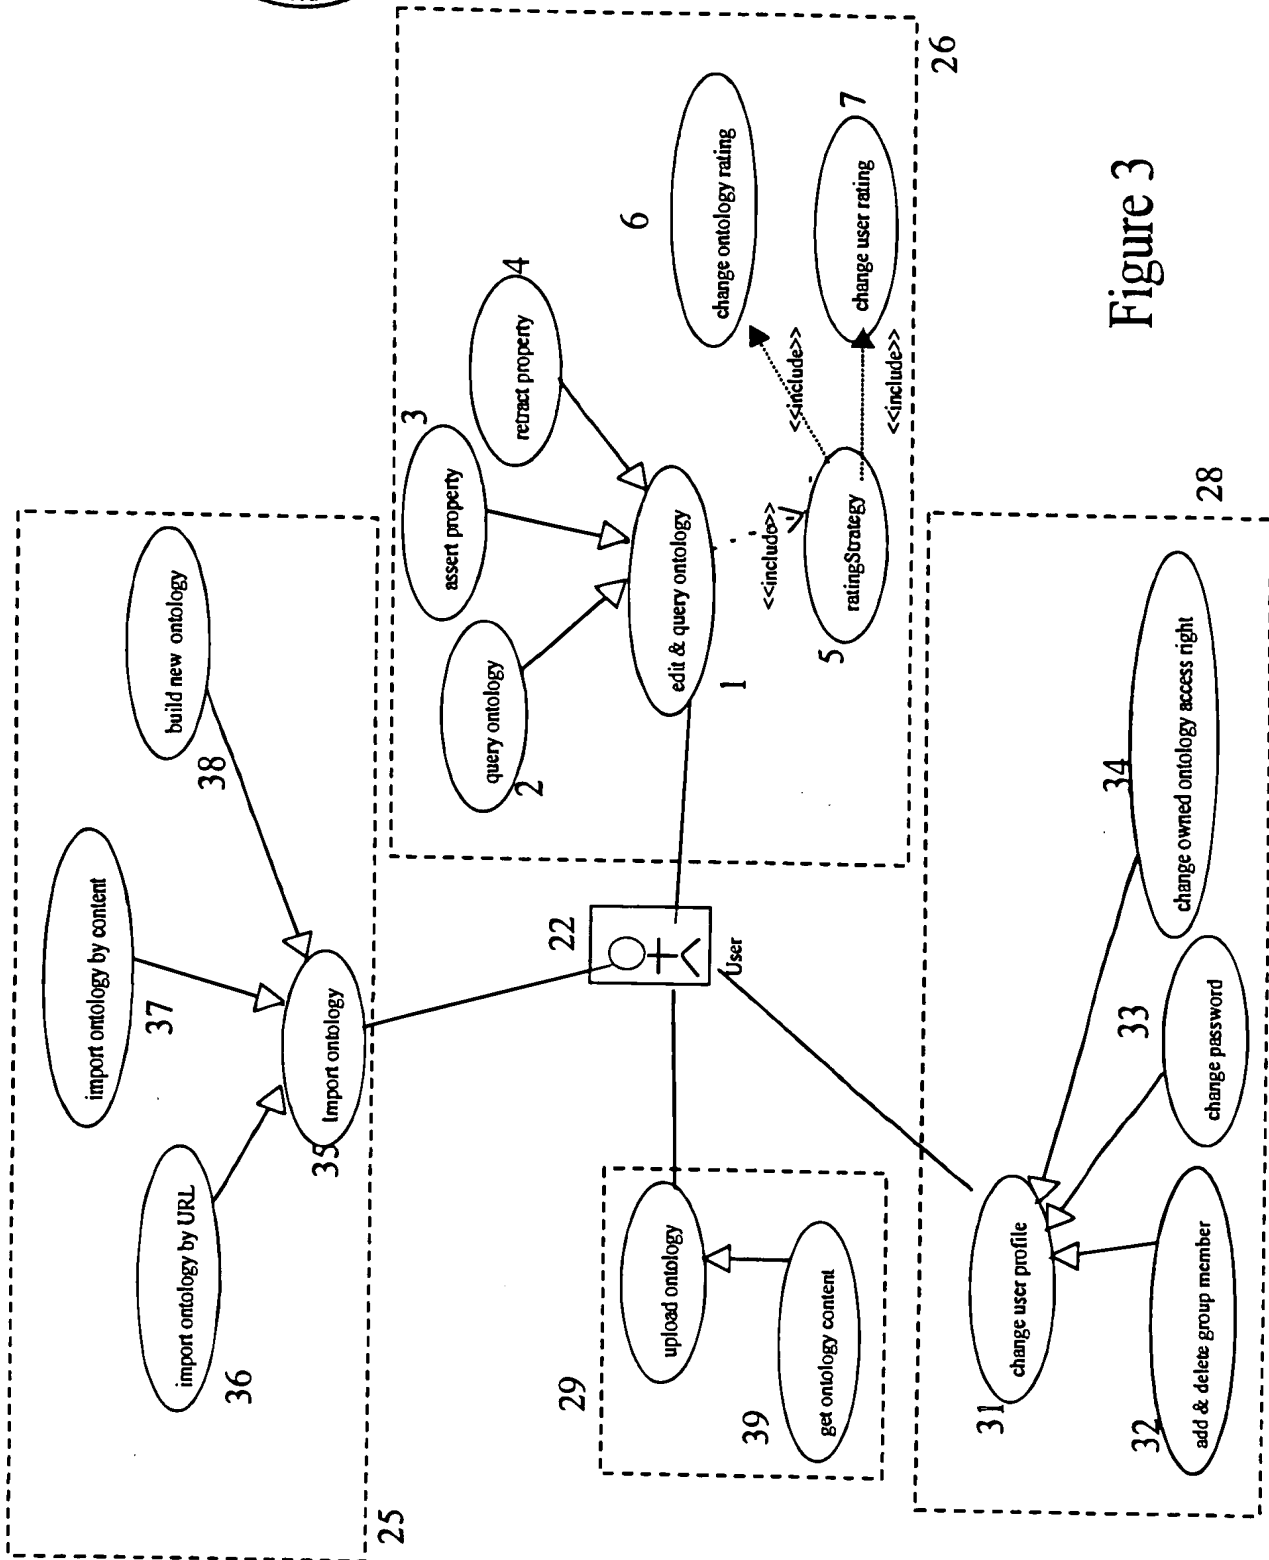 import ontology by URL
36
import ontology by content
37
build new ontology
38
Import ontology
35
25
User
22
query ontology
2
assert property
3
retract property
4
edit & query ontology
1
<<include>>
ratingStrategy
5
<<include>>
<<include>>
change ontology rating
6
change user rating
7
26
upload ontology
29
get ontology content
39
change user profile
31
add & delete group member
32
change password
33
change owned ontology access right
34
28
Figure 3